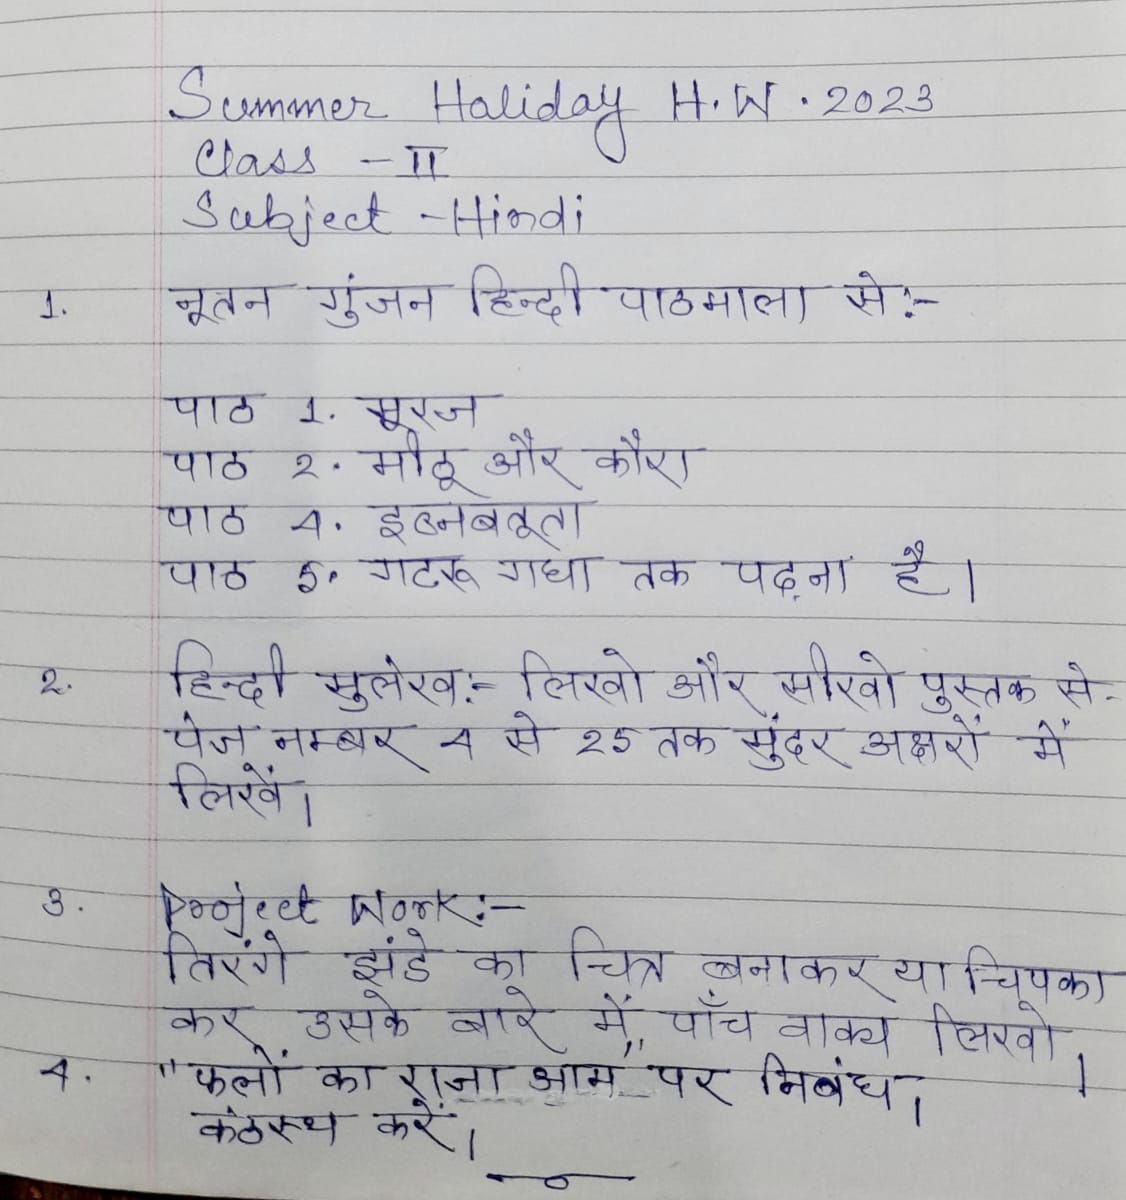 Summer Haliday H.W. 2023
Class - II
Subject - Hindi
1. नूतन गुंजन हिन्दी पाठमाला से:-
पाठ 1. सूरज
पाठ 2. मीठू और कौरा
पाठ 4. इब्नबतूता
पाठ 5. गटरू गधा तक पढ़ना है।
2. हिन्दी सुलेख:- लिखो और सीखो पुस्तक से-
पेज नम्बर 4 से 25 तक सुंदर अक्षरों में
लिखें।
3. Project Work:-
तिरंगे झंडे का चित्र बनाकर या चिपका
कर उसके बारे में पाँच वाक्य लिखो।
4. "फलों का राजा आम" पर निबंध।
कंठस्थ करें।